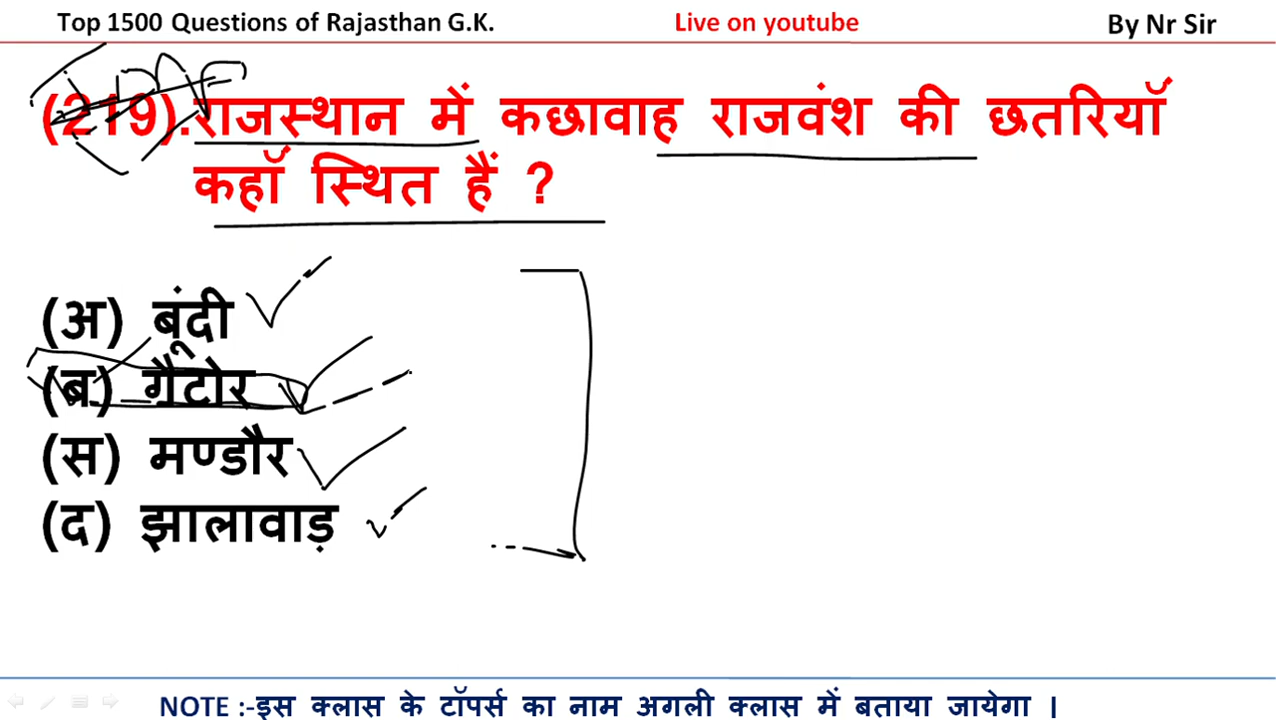 Top 1500 Questions of Rajasthan G.K. Live on youtube By Nr Sir
(219).राजस्थान में कछावाह राजवंश की छतरियाॅ
कहाॅ स्थित हैं ?
(अ) बूंदी
(ब) गैटोर
(स) मण्डौर
(द) झालावाड़
NOTE :-इस क्लास के टॉपर्स का नाम अगली क्लास में बताया जायेगा ।